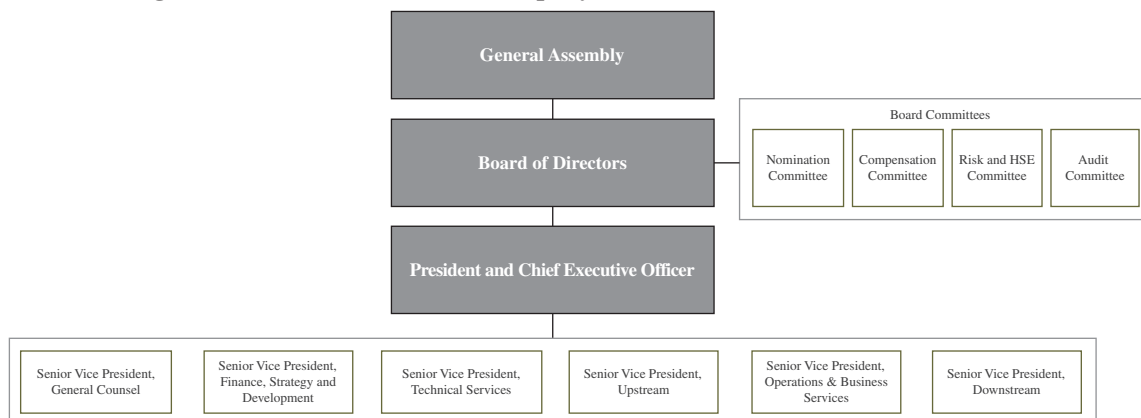 General Assembly
Board Committees
Board of Directors
Nomination
Committee
Compensation
Committee
Risk and HSE
Committee
Audit
Committee
President and Chief Executive Officer
Senior Vice President,
General Counsel
Senior Vice President,
Finance, Strategy and
Development
Senior Vice President,
Technical Services
Senior Vice President,
Upstream
Senior Vice President,
Operations & Business
Services
Senior Vice President,
Downstream